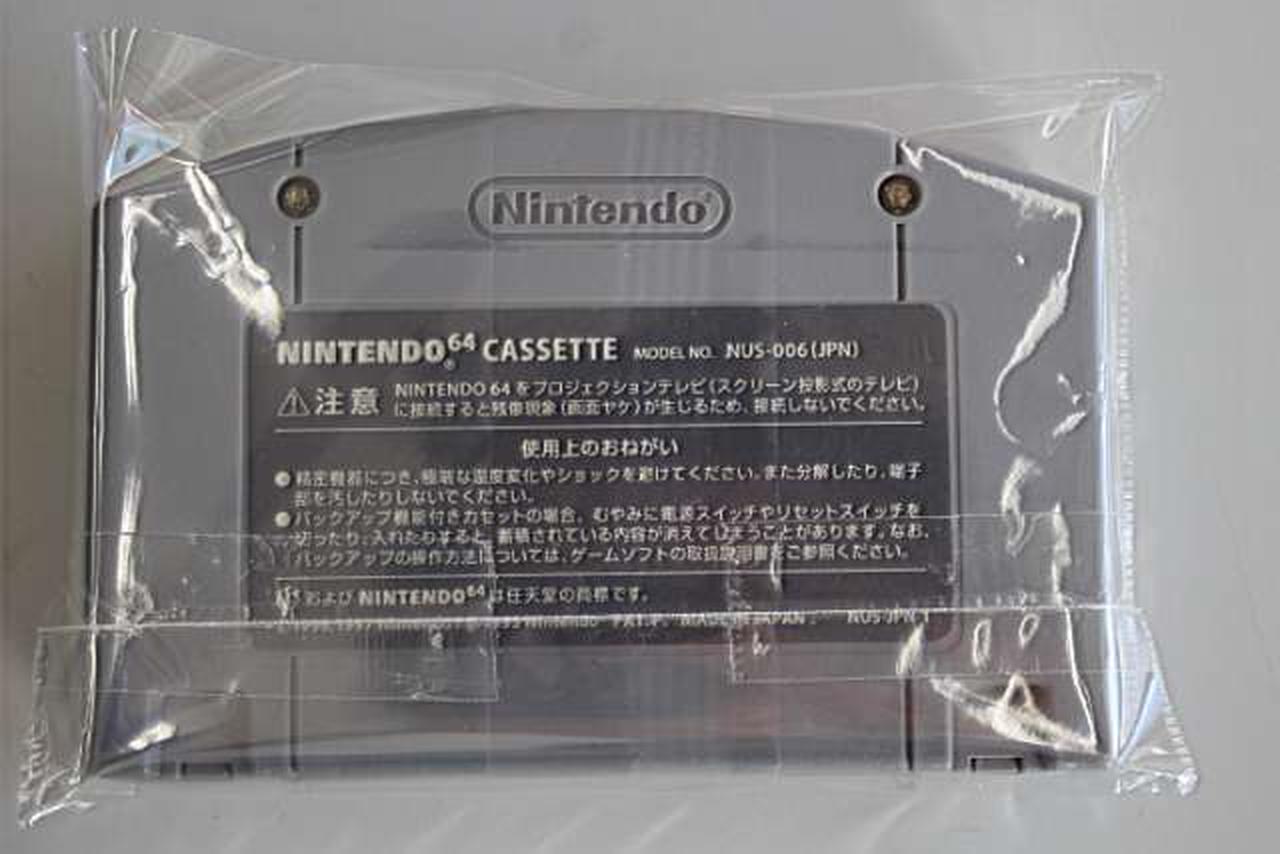 Nintendo
NINTENDO64 CASSETTE MODEL NO. NUS-006(JPN)
注意 NINTENDO 64 をプロジェクションテレビ(スクリーン投影式のテレビ)
に接続すると残像現象(画面ヤケ)が生じるため、接続しないでください。
使用上のおねがい
●精密機器につき、極端な温度変化やショックを避けてください。また分解したり、端子
部を汚したりしないでください。
●バックアップ機能付きカセットの場合、むやみに電源スイッチやリセットスイッチを
切ったり、入れたりすると、蓄積されている内容が消えてしまうことがあります。なお、
バックアップの操作方法については、ゲームソフトの取扱説明書をご参照ください。
および NINTENDO64 は任天堂の商標です。
Nintendo PAT.P. MADE IN JAPAN NUS-JPN-1